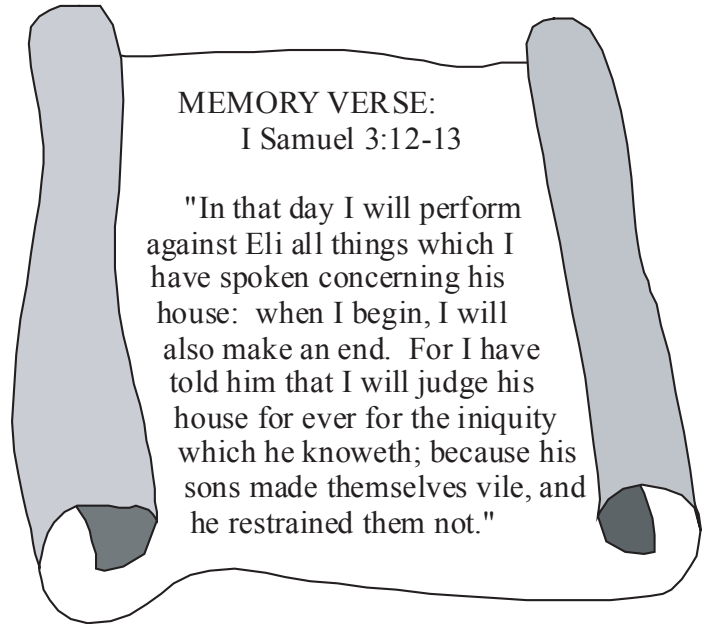 MEMORY VERSE:
I Samuel 3:12-13
"In that day I will perform
against Eli all things which I
have spoken concerning his
house:  when I begin, I will
also make an end.  For I have
told him that I will judge his
house for ever for the iniquity
which he knoweth; because his
sons made themselves vile, and
he restrained them not."